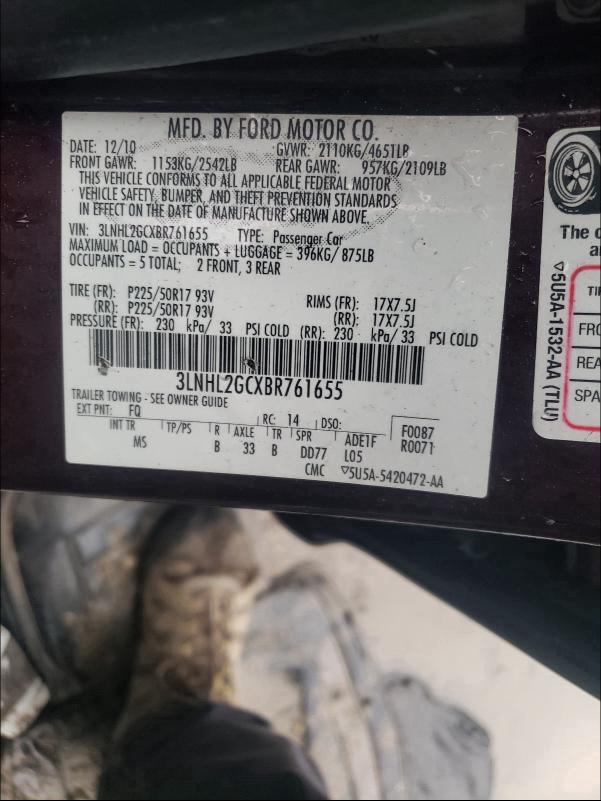 MFD. BY FORD MOTOR CO.
DATE: 12/10 GVWR: 2110KG/4651LB
FRONT GAWR: 1153KG/2542LB REAR GAWR: 957KG/2109LB
THIS VEHICLE CONFORMS TO ALL APPLICABLE FEDERAL MOTOR
VEHICLE SAFETY, BUMPER, AND THEFT PREVENTION STANDARDS
IN EFFECT ON THE DATE OF MANUFACTURE SHOWN ABOVE.
VIN: 3LNHL2GCXBR761655 TYPE: Passenger Car
MAXIMUM LOAD = OCCUPANTS + LUGGAGE = 396KG/ 875LB
OCCUPANTS = 5 TOTAL; 2 FRONT, 3 REAR
TIRE (FR): P225/50R17 93V RIMS (FR): 17X7.5J
(RR): P225/50R17 93V (RR): 17X7.5J
PRESSURE (FR): 230 kPa/ 33 PSI COLD (RR): 230 kPa/ 33 PSI COLD
3LNHL2GCXBR761655
TRAILER TOWING - SEE OWNER GUIDE
EXT PNT: FQ RC: 14 DSO: F0087
INT TR TP/PS R AXLE TR SPR ADE1F R0071
MS B 33 B DD77 L05
CMC ▽5U5A-5420472-AA
The c
a
TI
FRO
REA
SPA
▽5U5A-1532-AA (TLU)